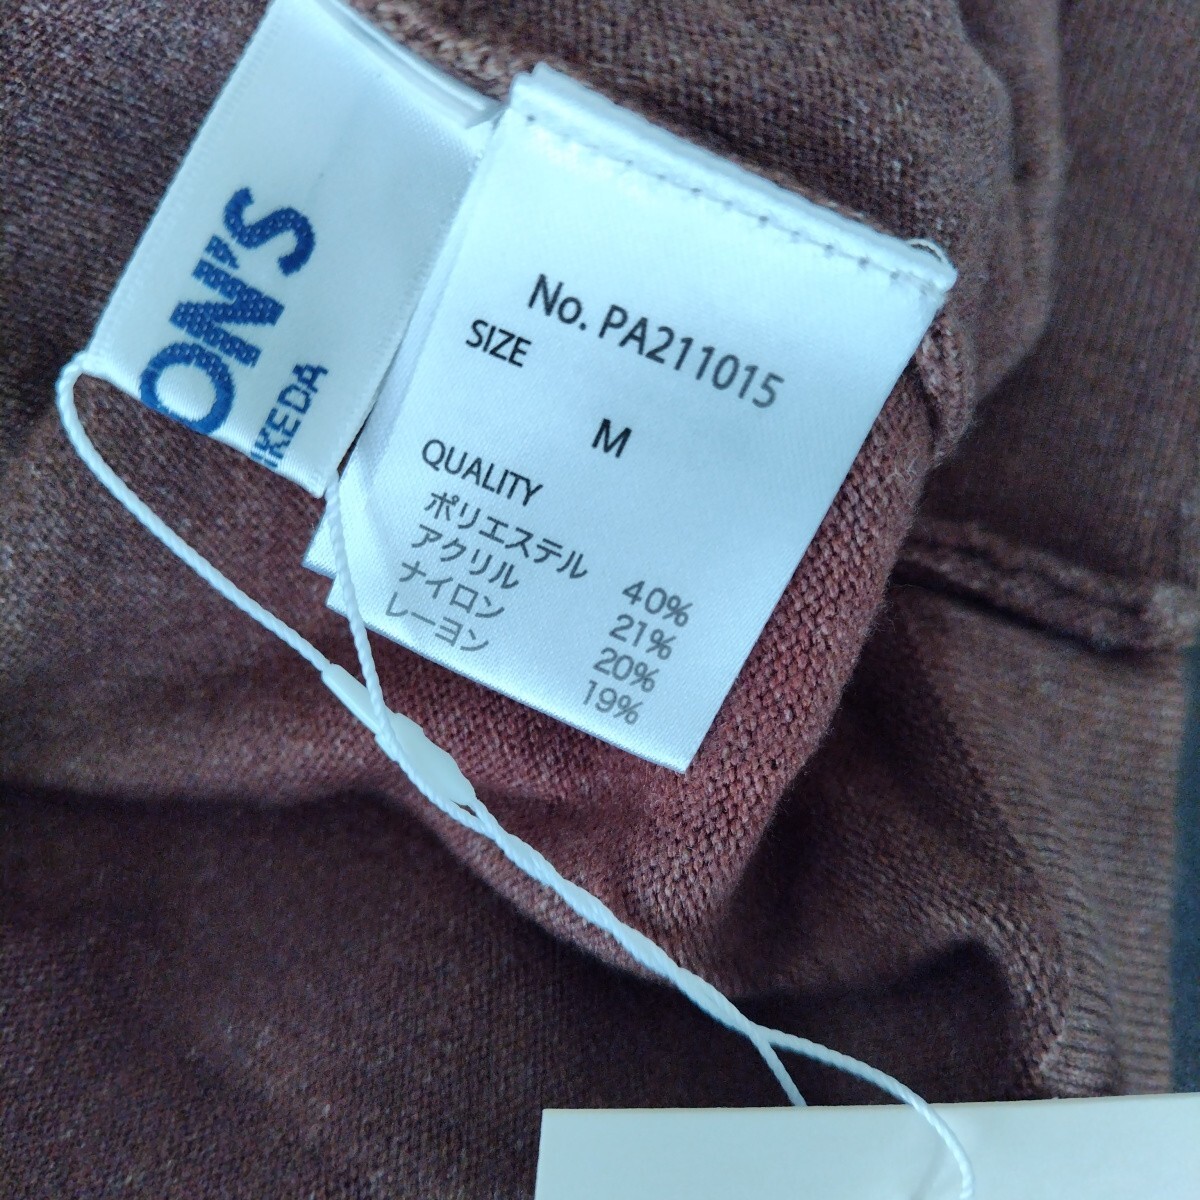 ON'S
IKEDA
No. PA211015
SIZE
M
QUALITY
ポリエステル 40%
アクリル 21%
ナイロン 20%
レーヨン 19%